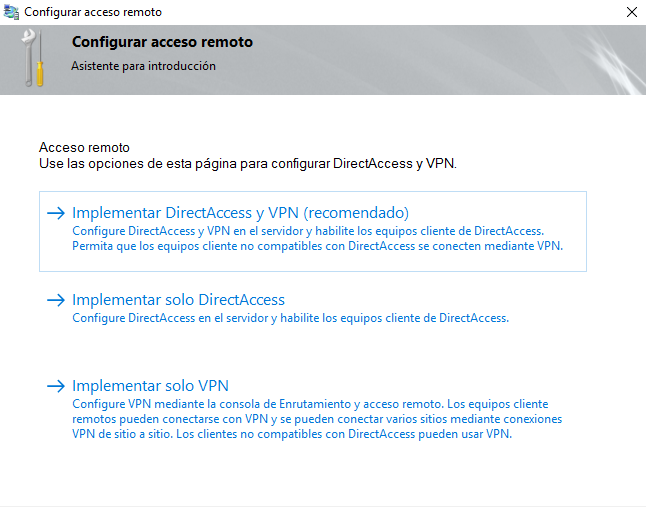 Configurar acceso remoto
Configurar acceso remoto
Asistente para introducción
Acceso remoto
Use las opciones de esta página para configurar DirectAccess y VPN.
Implementar DirectAccess y VPN (recomendado)
Configure DirectAccess y VPN en el servidor y habilite los equipos cliente de DirectAccess.
Permita que los equipos cliente no compatibles con DirectAccess se conecten mediante VPN.
Implementar solo DirectAccess
Configure DirectAccess en el servidor y habilite los equipos cliente de DirectAccess.
Implementar solo VPN
Configure VPN mediante la consola de Enrutamiento y acceso remoto. Los equipos cliente
remotos pueden conectarse con VPN y se pueden conectar varios sitios mediante conexiones
VPN de sitio a sitio. Los clientes no compatibles con DirectAccess pueden usar VPN.